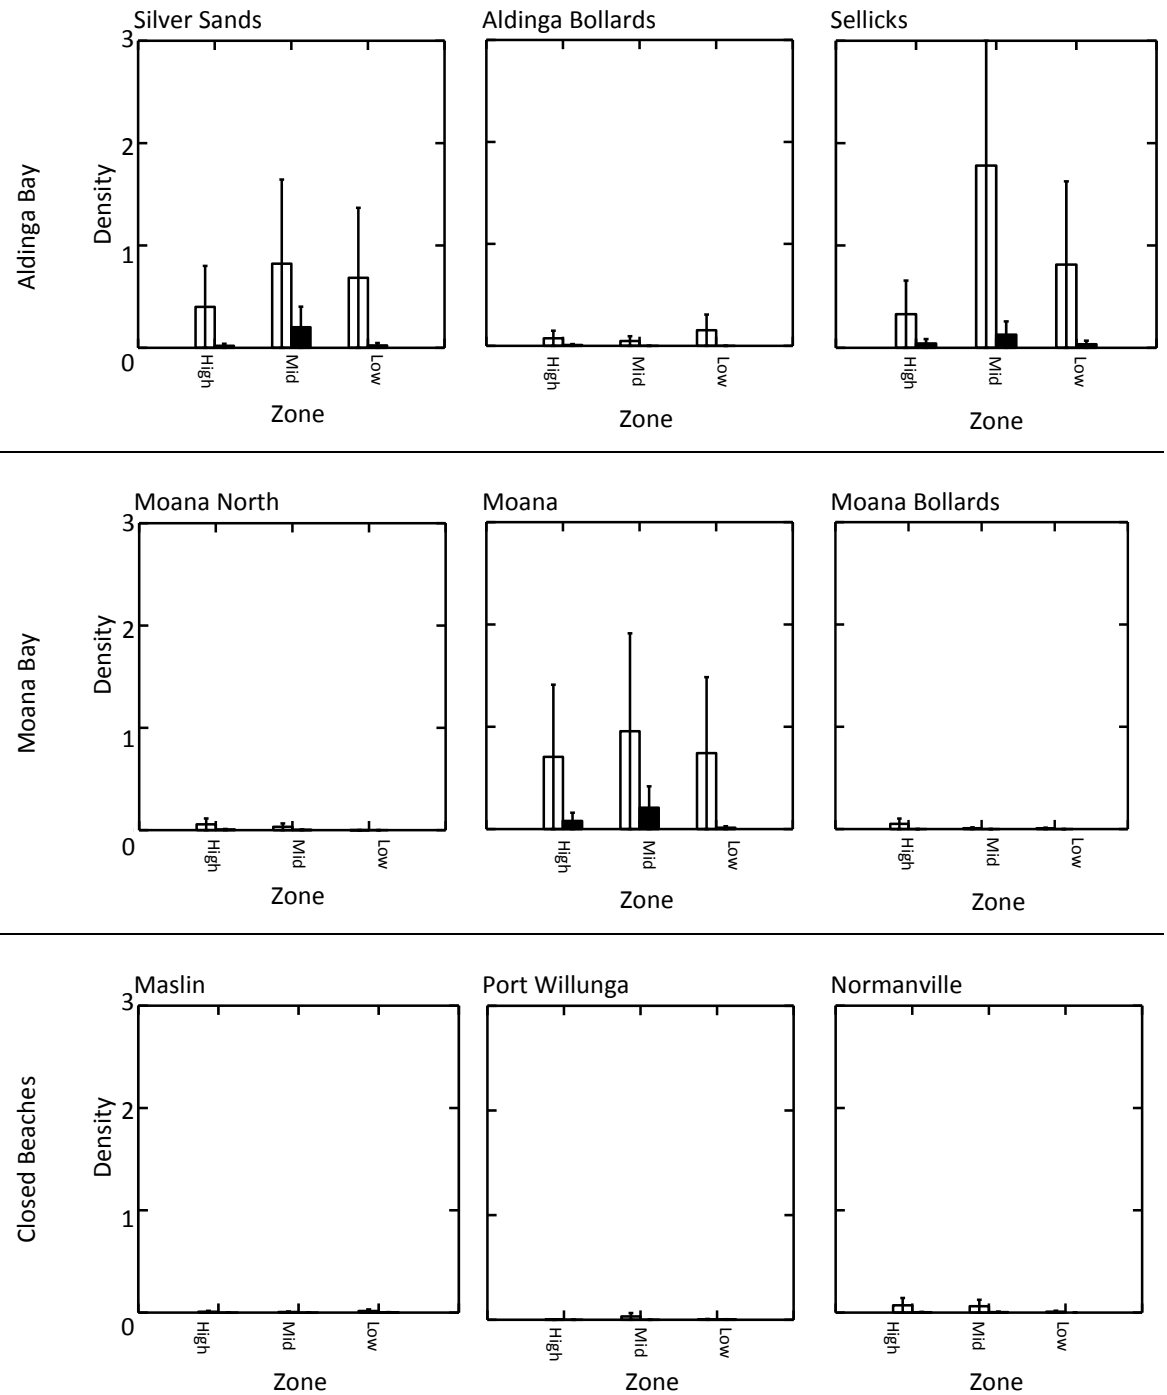 Silver Sands
Aldinga Bollards
Sellicks
Aldinga Bay
Density
3
2
1
0
High
Mid
Low
Zone
High
Mid
Low
Zone
High
Mid
Low
Zone
Moana North
Moana
Moana Bollards
Moana Bay
Density
3
2
1
0
High
Mid
Low
Zone
High
Mid
Low
Zone
High
Mid
Low
Zone
Maslin
Port Willunga
Normanville
Closed Beaches
Density
3
2
1
0
High
Mid
Low
Zone
High
Mid
Low
Zone
High
Mid
Low
Zone